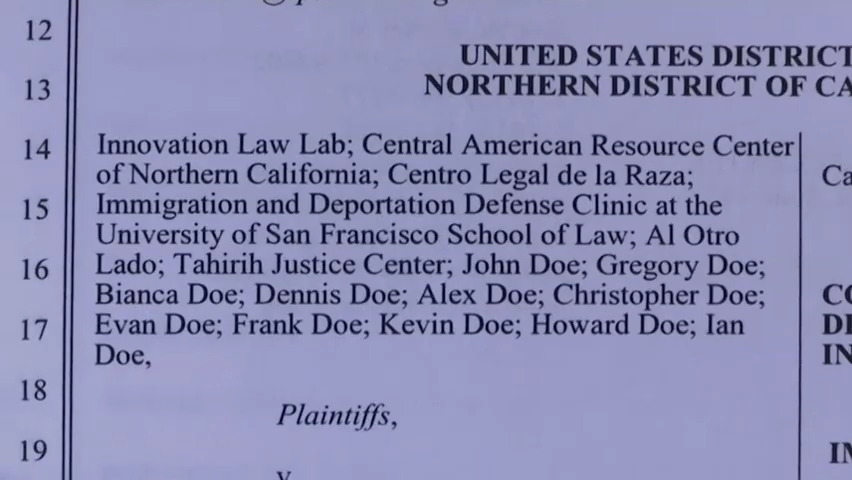 12
UNITED STATES DISTRICT
13
NORTHERN DISTRICT OF CA
14
Innovation Law Lab; Central American Resource Center
of Northern California; Centro Legal de la Raza;
Ca
15
Immigration and Deportation Defense Clinic at the
University of San Francisco School of Law; Al Otro
16
Lado; Tahirih Justice Center; John Doe; Gregory Doe;
Bianca Doe; Dennis Doe; Alex Doe; Christopher Doe;
CO
17
Evan Doe; Frank Doe; Kevin Doe; Howard Doe; Ian
DE
Doe,
IN
18
Plaintiffs,
19
IN
v.